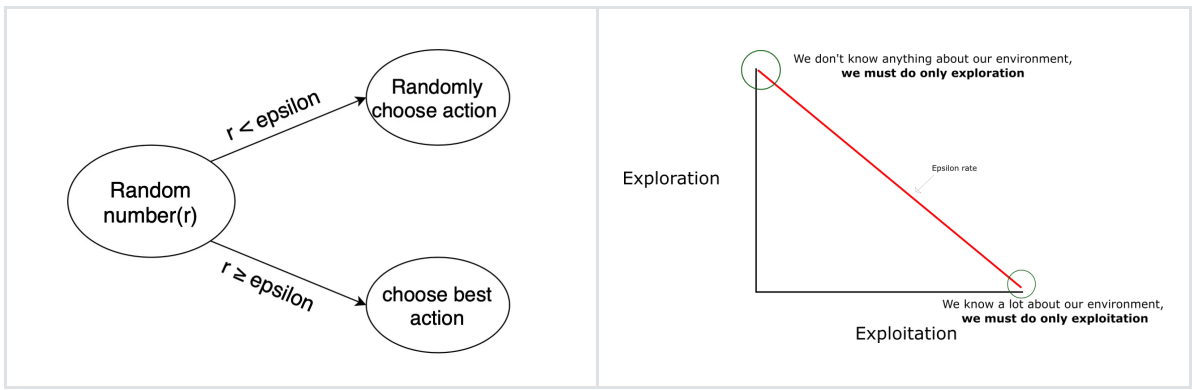 Random
number(r)
r < epsilon
Randomly
choose action
r ≥ epsilon
choose best
action
We don't know anything about our environment,
we must do only exploration
Exploration
Epsilon rate
We know a lot about our environment,
we must do only exploitation
Exploitation